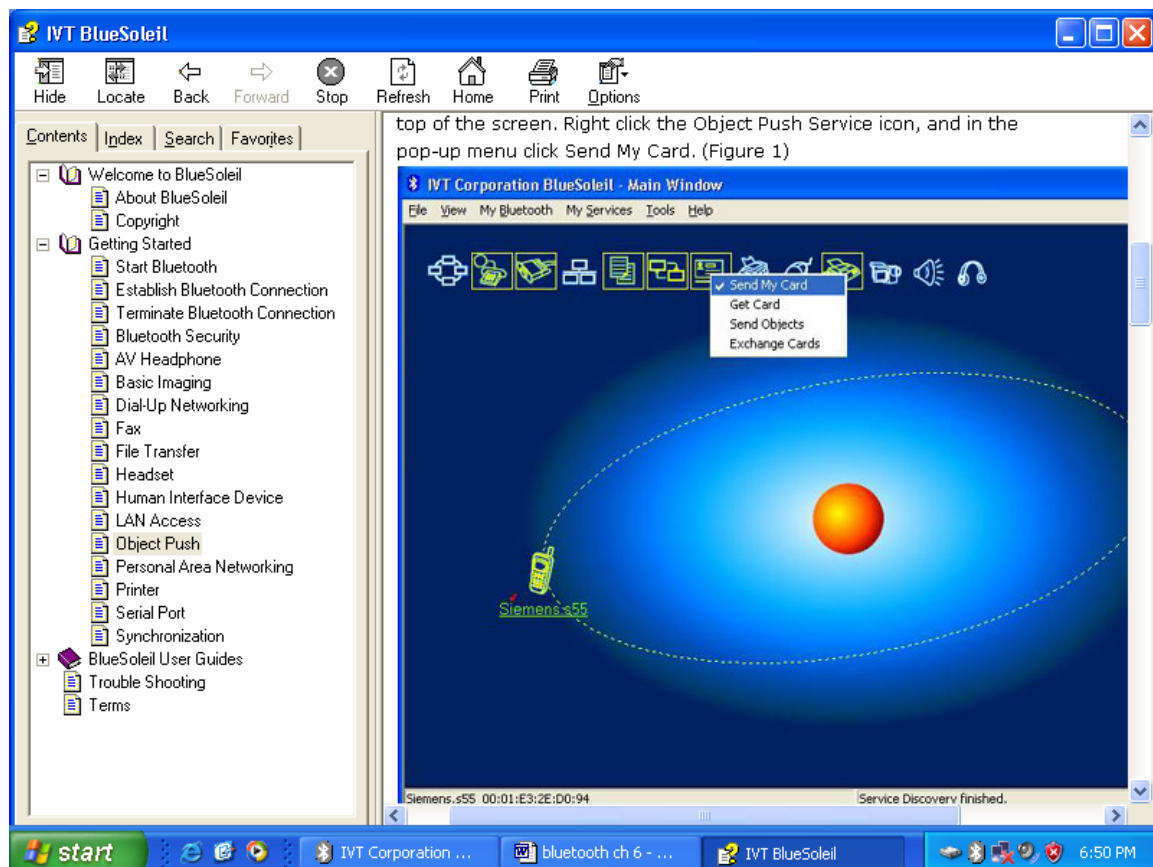 IVT BlueSoleil
Hide Locate Back Forward Stop Refresh Home Print Options
Contents Index Search Favorites
Welcome to BlueSoleil
About BlueSoleil
Copyright
Getting Started
Start Bluetooth
Establish Bluetooth Connection
Terminate Bluetooth Connection
Bluetooth Security
AV Headphone
Basic Imaging
Dial-Up Networking
Fax
File Transfer
Headset
Human Interface Device
LAN Access
Object Push
Personal Area Networking
Printer
Serial Port
Synchronization
BlueSoleil User Guides
Trouble Shooting
Terms
top of the screen. Right click the Object Push Service icon, and in the
pop-up menu click Send My Card. (Figure 1)
IVT Corporation BlueSoleil - Main Window
File View My Bluetooth My Services Tools Help
Send My Card
Get Card
Send Objects
Exchange Cards
Siemens.s55
Siemens.s55 00:01:E3:2E:D0:94 Service Discovery finished.
start IVT Corporation ... bluetooth ch 6 - ... IVT BlueSoleil 6:50 PM